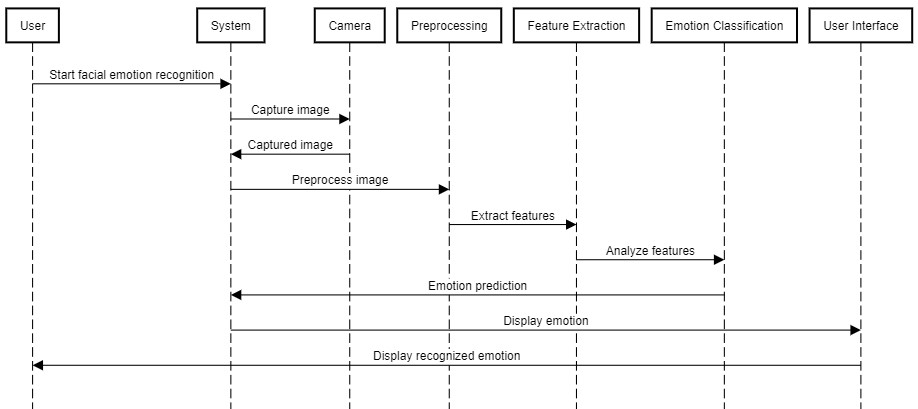 User
System
Camera
Preprocessing
Feature Extraction
Emotion Classification
User Interface
Start facial emotion recognition
Capture image
Captured image
Preprocess image
Extract features
Analyze features
Emotion prediction
Display emotion
Display recognized emotion